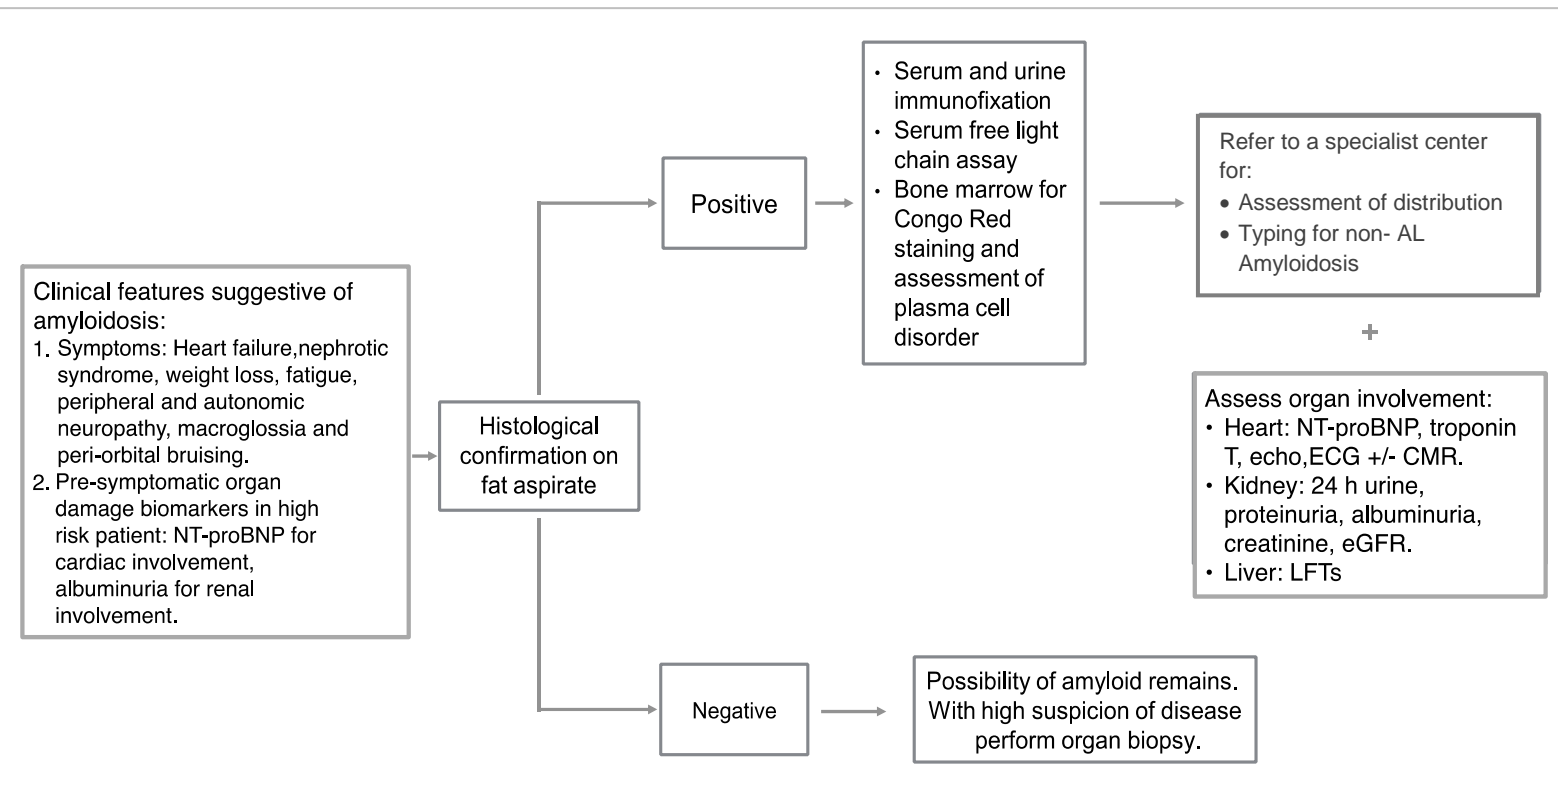 Clinical features suggestive of
amyloidosis:
1. Symptoms: Heart failure,nephrotic
syndrome, weight loss, fatigue,
peripheral and autonomic
neuropathy, macroglossia and
peri-orbital bruising.
2. Pre-symptomatic organ
damage biomarkers in high
risk patient: NT-proBNP for
cardiac involvement,
albuminuria for renal
involvement.
Histological
confirmation on
fat aspirate
Positive
• Serum and urine
immunofixation
• Serum free light
chain assay
• Bone marrow for
Congo Red
staining and
assessment of
plasma cell
disorder
Refer to a specialist center
for:
• Assessment of distribution
• Typing for non- AL
Amyloidosis
+
Assess organ involvement:
• Heart: NT-proBNP, troponin
T, echo,ECG +/- CMR.
• Kidney: 24 h urine,
proteinuria, albuminuria,
creatinine, eGFR.
• Liver: LFTs
Negative
Possibility of amyloid remains.
With high suspicion of disease
perform organ biopsy.